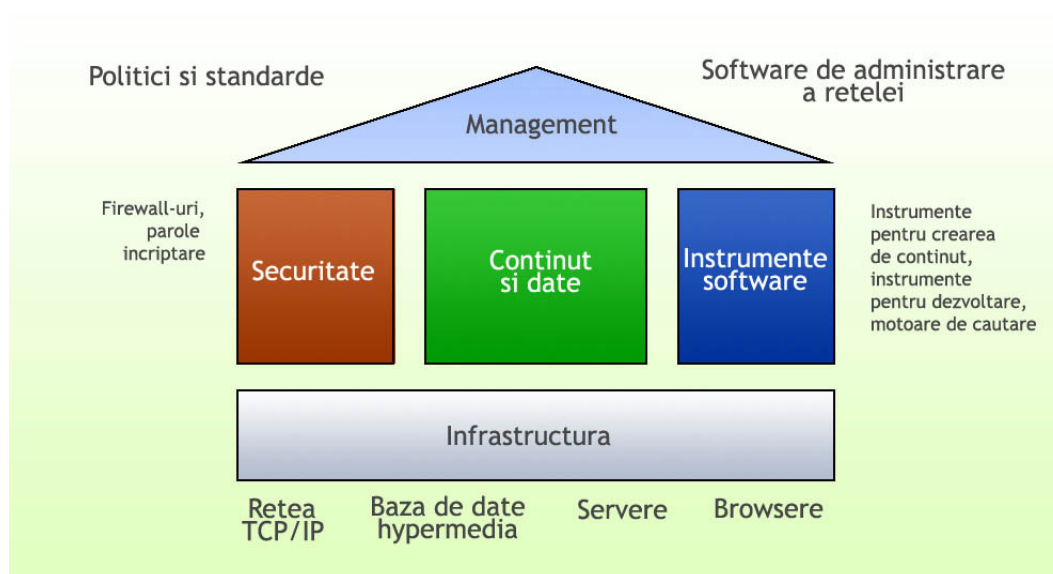 Politici si standarde
Software de administrare
a retelei
Management
Firewall-uri,
parole
incriptare
Securitate
Continut
si date
Instrumente
software
Instrumente
pentru crearea
de continut,
instrumente
pentru dezvoltare,
motoare de cautare
Infrastructura
Retea
TCP/IP
Baza de date
hypermedia
Servere
Browsere